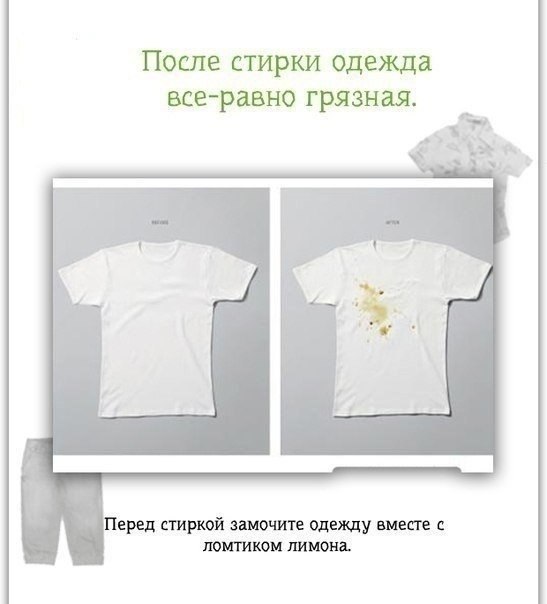 После стирки одежда
все-равно грязная.
BEFORE
AFTER
Перед стиркой замочите одежду вместе с
ломтиком лимона.